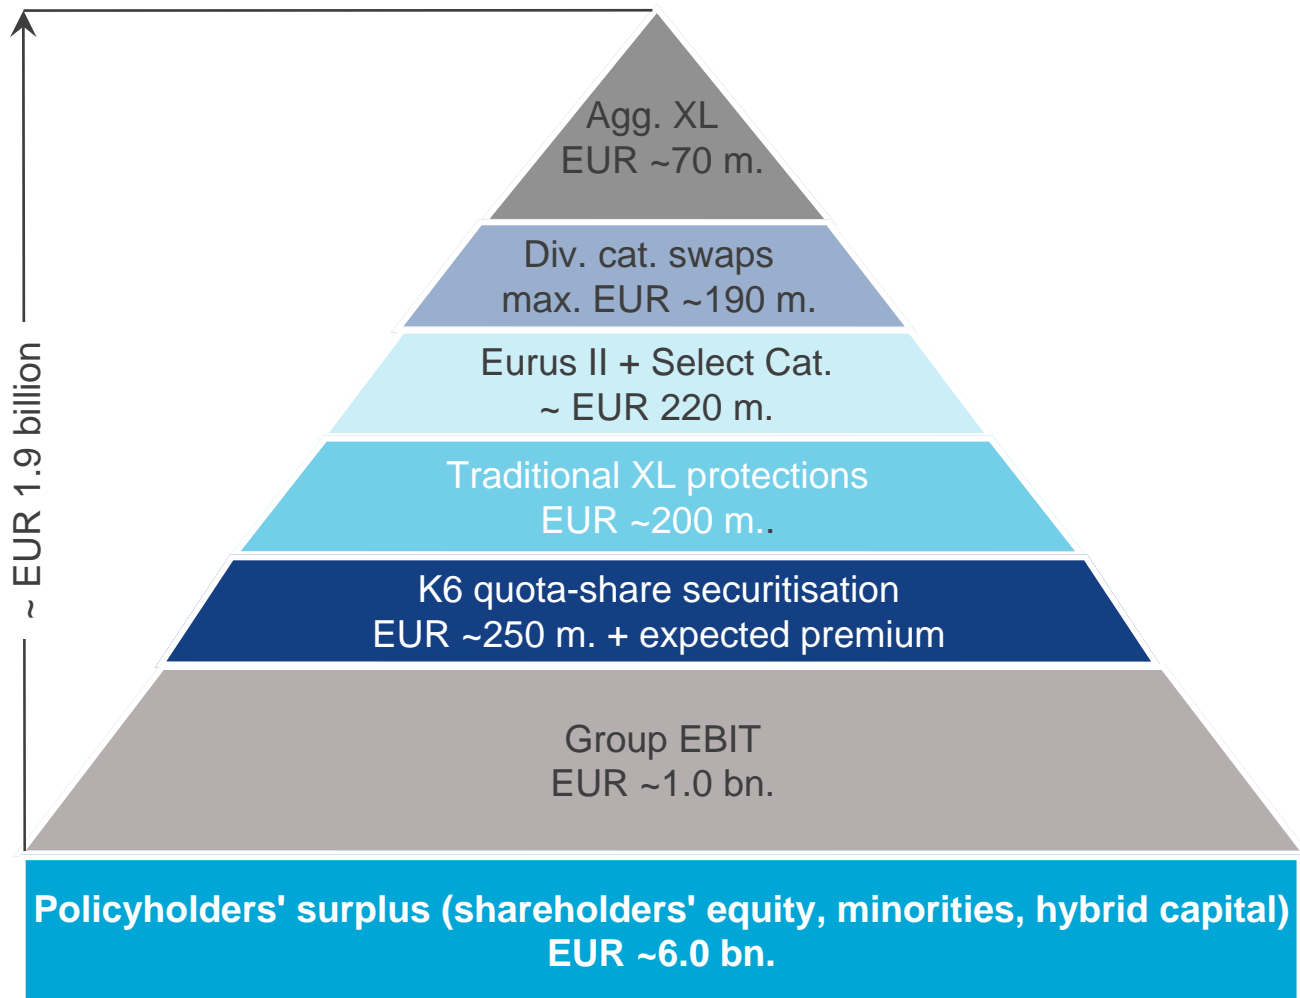 Agg. XL
EUR ~70 m.
Div. cat. swaps
max. EUR ~190 m.
Eurus II + Select Cat.
~ EUR 220 m.
Traditional XL protections
EUR ~200 m..
K6 quota-share securitisation
EUR ~250 m. + expected premium
Group EBIT
EUR ~1.0 bn.
~ EUR 1.9 billion
Policyholders' surplus (shareholders' equity, minorities, hybrid capital)
EUR ~6.0 bn.